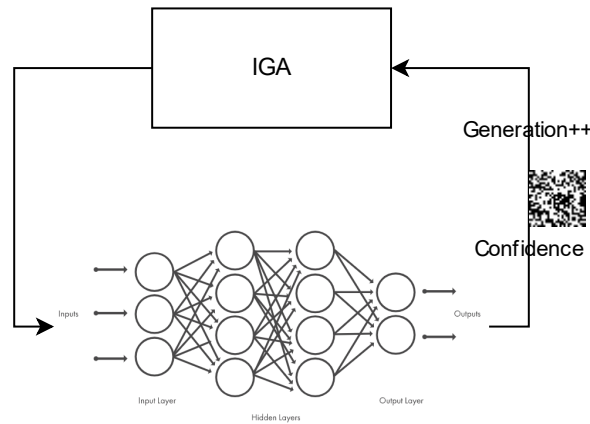 IGA
Generation++
Confidence
Inputs
Outputs
Input Layer
Output Layer
Hidden Layers